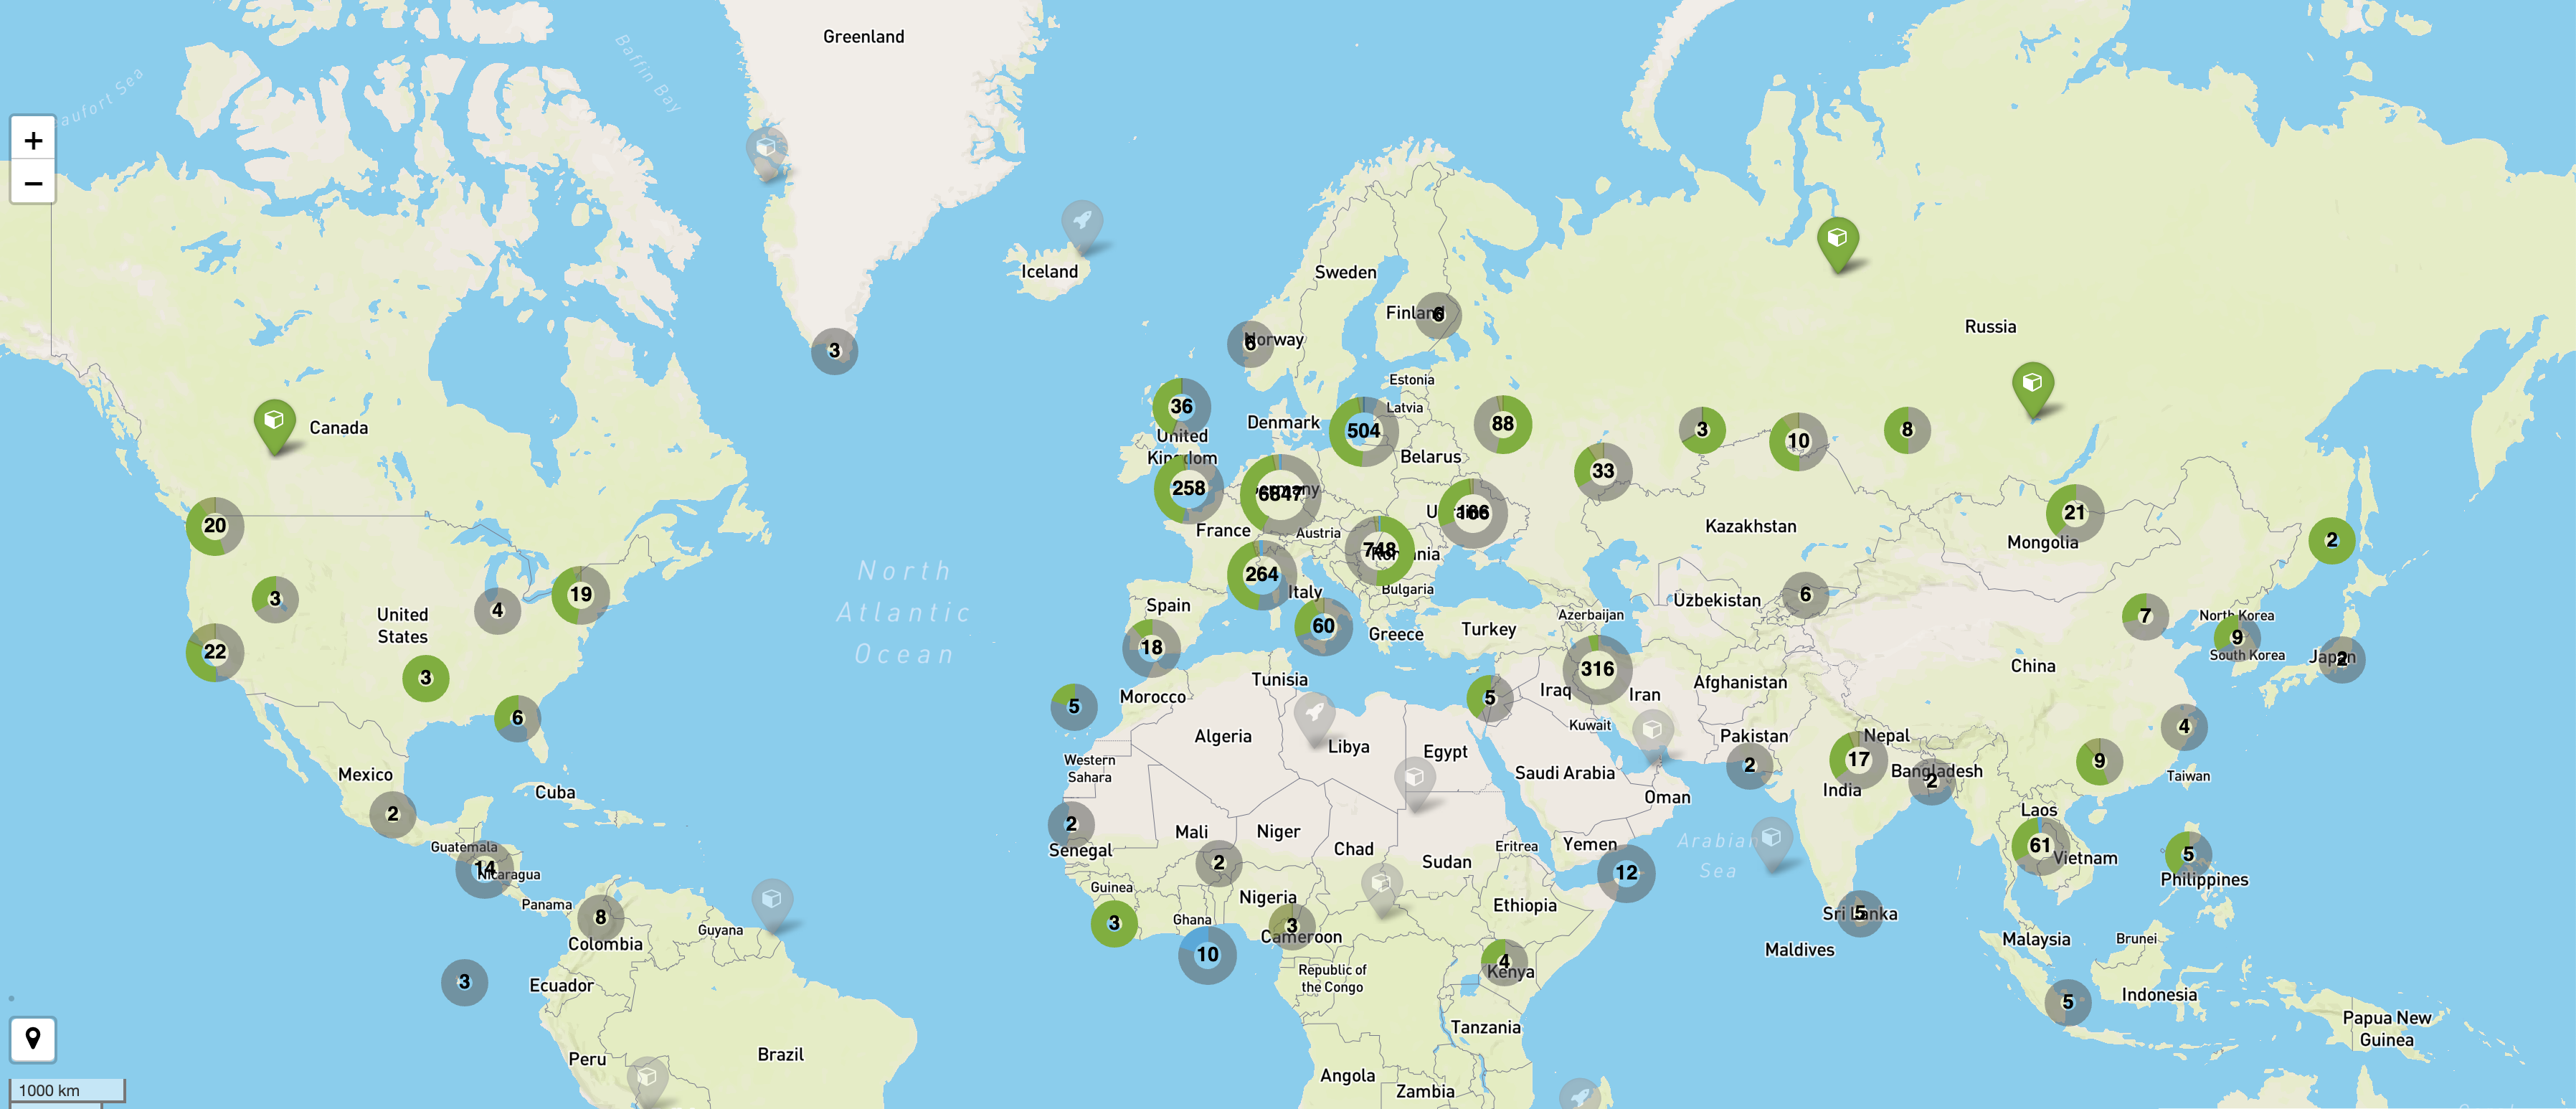 Greenland
Baffin Bay
Beaufort Sea
+
−
Iceland
Sweden
Finland
6
Norway
6
Russia
3
Estonia
Latvia
36
Denmark
504
88
3
10
8
Canada
United
Kingdom
Belarus
33
258
6847
20
France
Austria
166
Kazakhstan
21
Mongolia
2
748
264
Italy
Bulgaria
3
4
19
United
States
Spain
60
Greece
Turkey
Azerbaijan
Uzbekistan
6
7
North Korea
9
South Korea
Japan
2
North
Atlantic
Ocean
22
3
6
18
Tunisia
Morocco
5
316
5
Iraq
Iran
Afghanistan
China
Kuwait
4
Algeria
Libya
Egypt
Pakistan
Nepal
2
17
Bangladesh
2
9
Taiwan
Western
Sahara
Saudi Arabia
India
Mexico
Cuba
2
Oman
Laos
2
Senegal
Mali
Niger
Chad
Sudan
Eritrea
Yemen
Arabian
Sea
61
Vietnam
5
Philippines
Guatemala
14
Nicaragua
2
12
Guinea
Nigeria
Ethiopia
Panama
8
Colombia
Guyana
3
Ghana
3
Cameroon
Sri Lanka
5
Maldives
Malaysia
Brunei
10
4
Kenya
3
Ecuador
Republic of
the Congo
5
Indonesia
Tanzania
Papua New
Guinea
Peru
Brazil
Angola
Zambia
1000 km